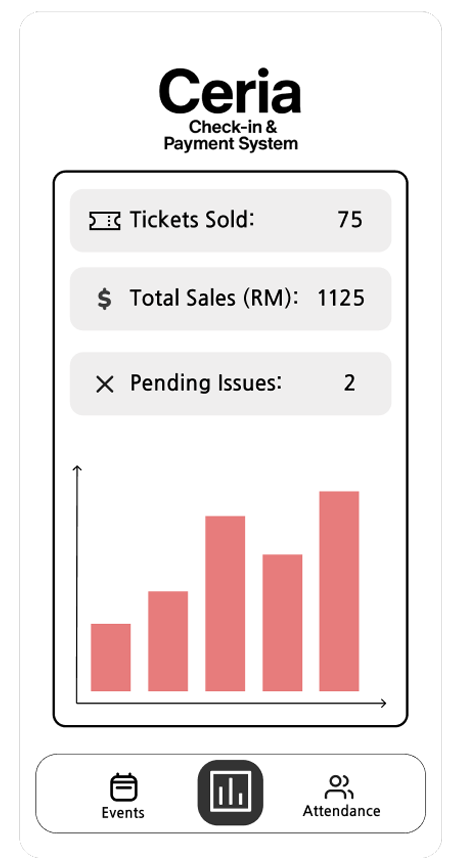 Ceria
Check-in &
Payment System
Tickets Sold: 75
$ Total Sales (RM): 1125
Pending Issues: 2
Events
Attendance